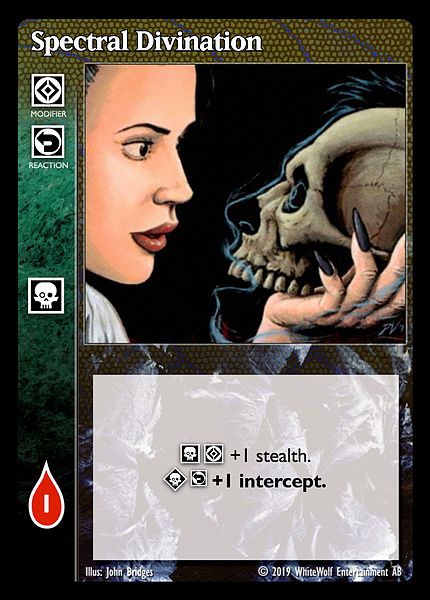 Spectral Divination
MODIFIER
REACTION
+1 stealth.
+1 intercept.
1
Illus: John Bridges
© 2019 WhiteWolf Entertainment AB